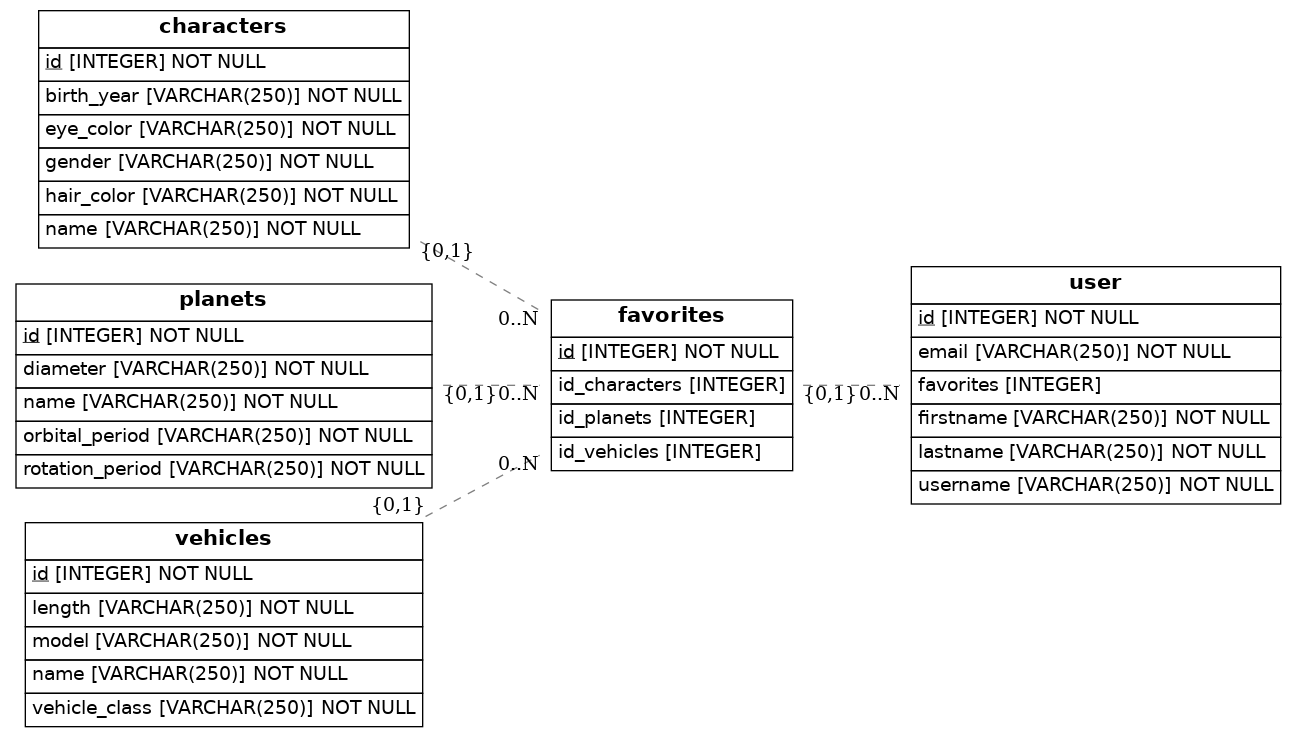 characters
id [INTEGER] NOT NULL
birth_year [VARCHAR(250)] NOT NULL
eye_color [VARCHAR(250)] NOT NULL
gender [VARCHAR(250)] NOT NULL
hair_color [VARCHAR(250)] NOT NULL
name [VARCHAR(250)] NOT NULL
{0,1}
0..N
planets
id [INTEGER] NOT NULL
diameter [VARCHAR(250)] NOT NULL
name [VARCHAR(250)] NOT NULL
orbital_period [VARCHAR(250)] NOT NULL
rotation_period [VARCHAR(250)] NOT NULL
{0,1}
0..N
vehicles
id [INTEGER] NOT NULL
length [VARCHAR(250)] NOT NULL
model [VARCHAR(250)] NOT NULL
name [VARCHAR(250)] NOT NULL
vehicle_class [VARCHAR(250)] NOT NULL
{0,1}
0..N
favorites
id [INTEGER] NOT NULL
id_characters [INTEGER]
id_planets [INTEGER]
id_vehicles [INTEGER]
{0,1}
0..N
user
id [INTEGER] NOT NULL
email [VARCHAR(250)] NOT NULL
favorites [INTEGER]
firstname [VARCHAR(250)] NOT NULL
lastname [VARCHAR(250)] NOT NULL
username [VARCHAR(250)] NOT NULL